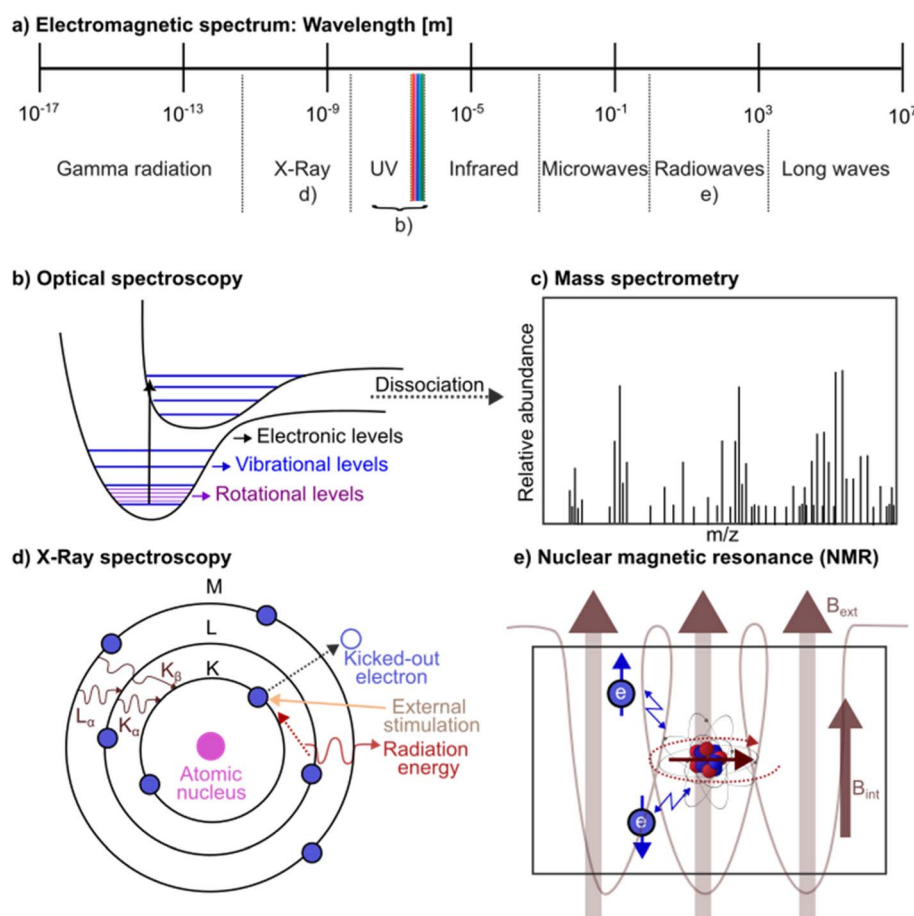 a) Electromagnetic spectrum: Wavelength [m]
10-17 10-13 10-9 10-5 10-1 103 107
Gamma radiation X-Ray UV Infrared Microwaves Radiowaves Long waves
d) e)
b)
b) Optical spectroscopy
Dissociation
Electronic levels
Vibrational levels
Rotational levels
c) Mass spectrometry
Relative abundance
m/z
d) X-Ray spectroscopy
M
L
K
Kicked-out
electron
Kβ
Lα Kα
External
stimulation
Radiation
energy
Atomic
nucleus
e) Nuclear magnetic resonance (NMR)
Bext
e
Bint
e